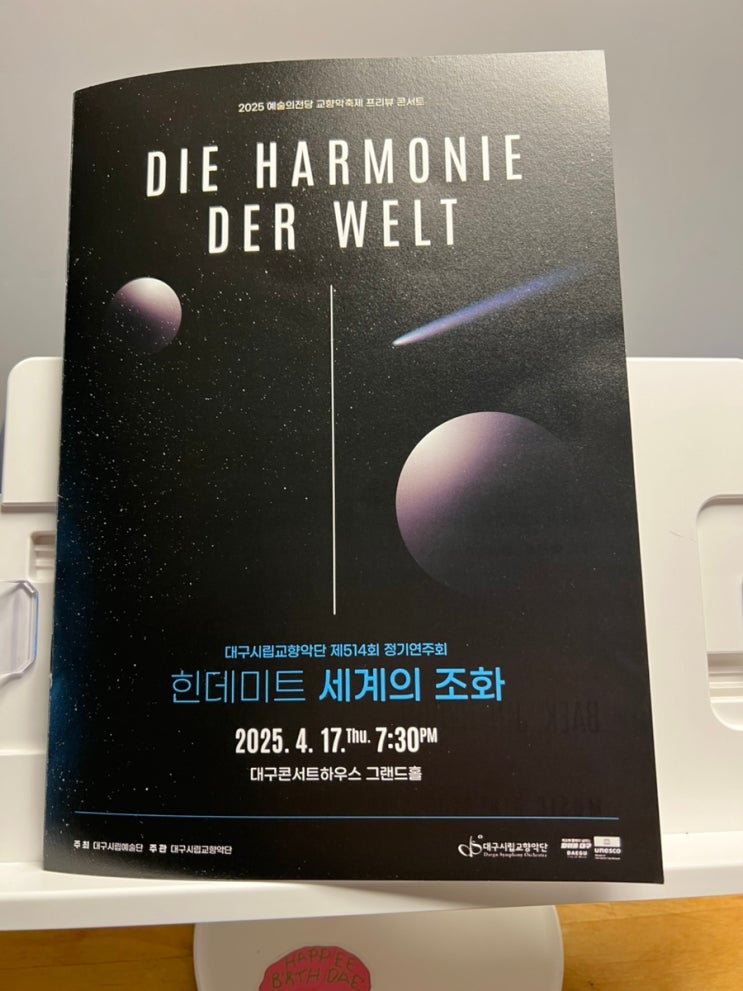 2025 예술의전당 교향악축제 프리뷰 콘서트
DIE HARMONIE
DER WELT
대구시립교향악단 제514회 정기연주회
힌데미트 세계의 조화
2025. 4. 17.Thu. 7:30PM
대구콘서트하우스 그랜드홀
주최 대구시립예술단 주관 대구시립교향악단
대구시립교향악단
Daegu Symphony Orchestra
DAEGU
unesco
HAPPEE
BIRTHDAE